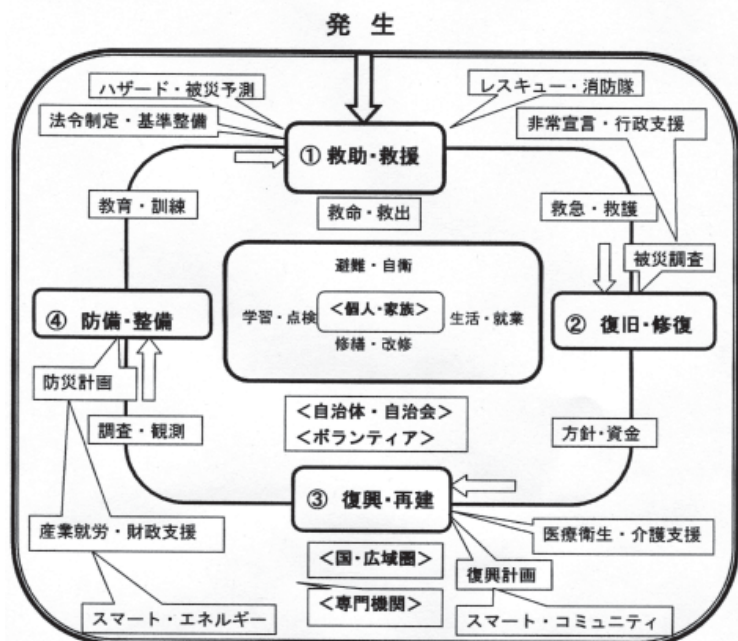 発 生
ハザード・被災予測
レスキュー・消防隊
法令制定・基準整備
非常宣言・行政支援
① 救助・救援
教育・訓練
救命・救出
救急・救護
避難・自衛
被災調査
④ 防備・整備
学習・点検
<個人・家族>
生活・就業
② 復旧・修復
修繕・改修
防災計画
<自治体・自治会>
調査・観測
<ボランティア>
方針・資金
③ 復興・再建
産業就労・財政支援
医療衛生・介護支援
<国・広域圏>
復興計画
<専門機関>
スマート・エネルギー
スマート・コミュニティ